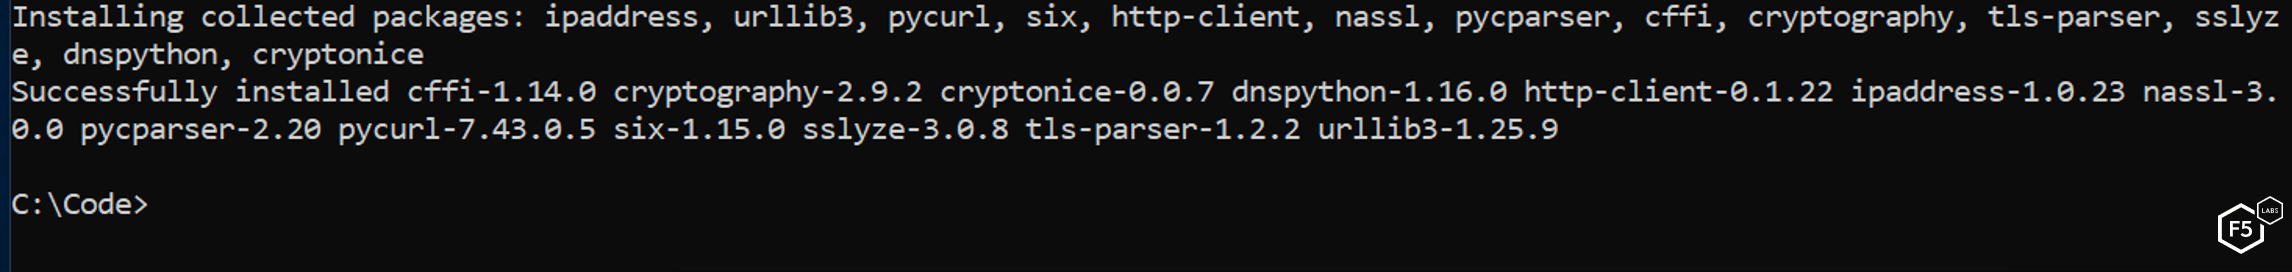 Installing collected packages: ipaddress, urllib3, pycurl, six, http-client, nassl, pycparser, cffi, cryptography, tls-parser, sslyz
e, dnspython, cryptonice
Successfully installed cffi-1.14.0 cryptography-2.9.2 cryptonice-0.0.7 dnspython-1.16.0 http-client-0.1.22 ipaddress-1.0.23 nassl-3.
0.0 pycparser-2.20 pycurl-7.43.0.5 six-1.15.0 sslyze-3.0.8 tls-parser-1.2.2 urllib3-1.25.9
C:\Code>
LABS
F5